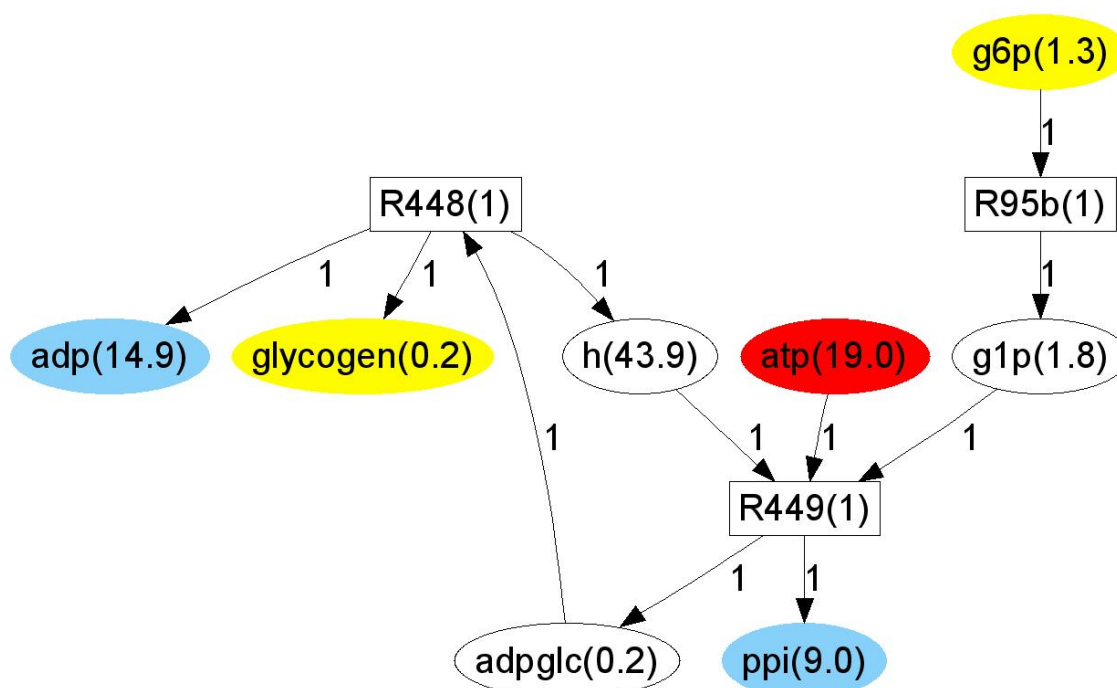 g6p(1.3)
1
R448(1)
R95b(1)
1
1
1
1
adp(14.9)
glycogen(0.2)
h(43.9)
atp(19.0)
g1p(1.8)
1
1
1
1
R449(1)
1
1
adpglc(0.2)
ppi(9.0)